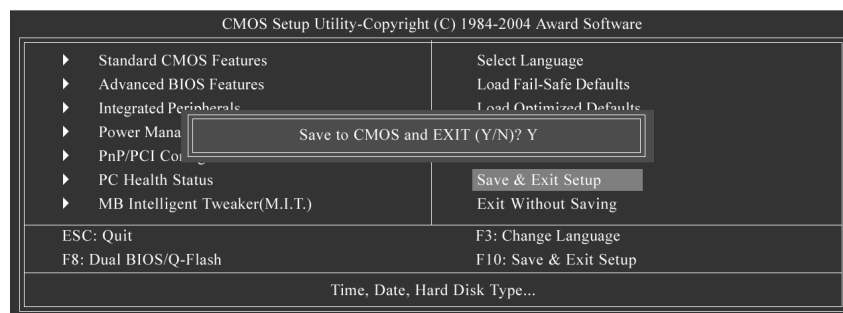 CMOS Setup Utility-Copyright (C) 1984-2004 Award Software
Standard CMOS Features
Select Language
Advanced BIOS Features
Load Fail-Safe Defaults
Integrated Peripherals
Load Optimized Defaults
Power Mana
Save to CMOS and EXIT (Y/N)? Y
PnP/PCI
PC Health Status
Save & Exit Setup
MB Intelligent Tweaker(M.I.T.)
Exit Without Saving
ESC: Quit
F3: Change Language
F8: Dual BIOS/Q-Flash
F10: Save & Exit Setup
Time, Date, Hard Disk Type...